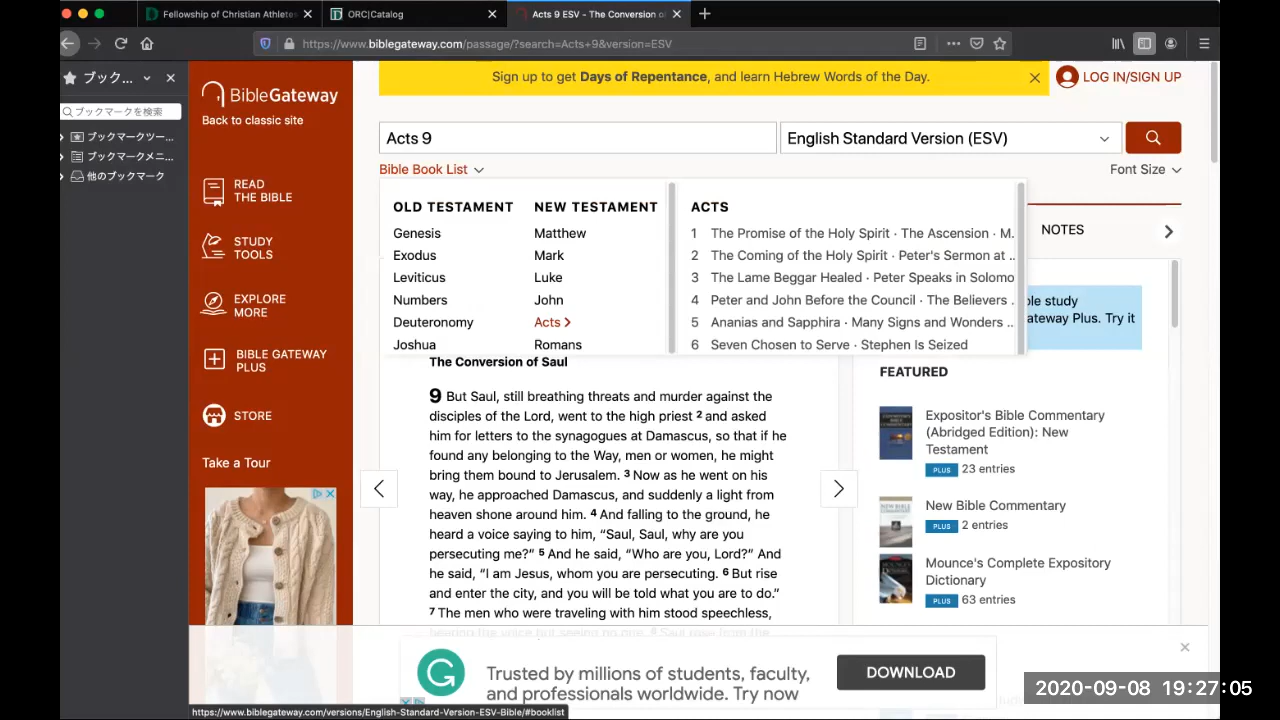 Fellowship of Christian Athletes
ORC|Catalog
Acts 9 ESV - The Conversion of
https://www.biblegateway.com/passage/?search=Acts+9&version=ESV
ブック...
ブックマークを検索
ブックマークツー...
ブックマークメニ...
他のブックマーク
BibleGateway
Back to classic site
READ
THE BIBLE
STUDY
TOOLS
EXPLORE
MORE
BIBLE GATEWAY
PLUS
STORE
Take a Tour
Sign up to get Days of Repentance, and learn Hebrew Words of the Day.
LOG IN/SIGN UP
Acts 9
English Standard Version (ESV)
Bible Book List
Font Size
OLD TESTAMENT
Genesis
Exodus
Leviticus
Numbers
Deuteronomy
Joshua
NEW TESTAMENT
Matthew
Mark
Luke
John
Acts
Romans
ACTS
1 The Promise of the Holy Spirit · The Ascension · M.
2 The Coming of the Holy Spirit · Peter's Sermon at ..
3 The Lame Beggar Healed · Peter Speaks in Solomo
4 Peter and John Before the Council · The Believers .
5 Ananias and Sapphira · Many Signs and Wonders ..
6 Seven Chosen to Serve · Stephen Is Seized
NOTES
ble study
ateway Plus. Try it
The Conversion of Saul
9 But Saul, still breathing threats and murder against the
disciples of the Lord, went to the high priest 2 and asked
him for letters to the synagogues at Damascus, so that if he
found any belonging to the Way, men or women, he might
bring them bound to Jerusalem. 3 Now as he went on his
way, he approached Damascus, and suddenly a light from
heaven shone around him. 4 And falling to the ground, he
heard a voice saying to him, “Saul, Saul, why are you
persecuting me?” 5 And he said, “Who are you, Lord?” And
he said, “I am Jesus, whom you are persecuting. 6 But rise
and enter the city, and you will be told what you are to do.”
7 The men who were traveling with him stood speechless,
hearing the voice but seeing no one. 8 Saul rose from the
FEATURED
Expositor's Bible Commentary
(Abridged Edition): New
Testament
PLUS 23 entries
New Bible Commentary
PLUS 2 entries
Mounce's Complete Expository
Dictionary
PLUS 63 entries
Trusted by millions of students, faculty,
and professionals worldwide. Try now
DOWNLOAD
2020-09-08 19:27:05
https://www.biblegateway.com/versions/English-Standard-Version-ESV-Bible/#booklist